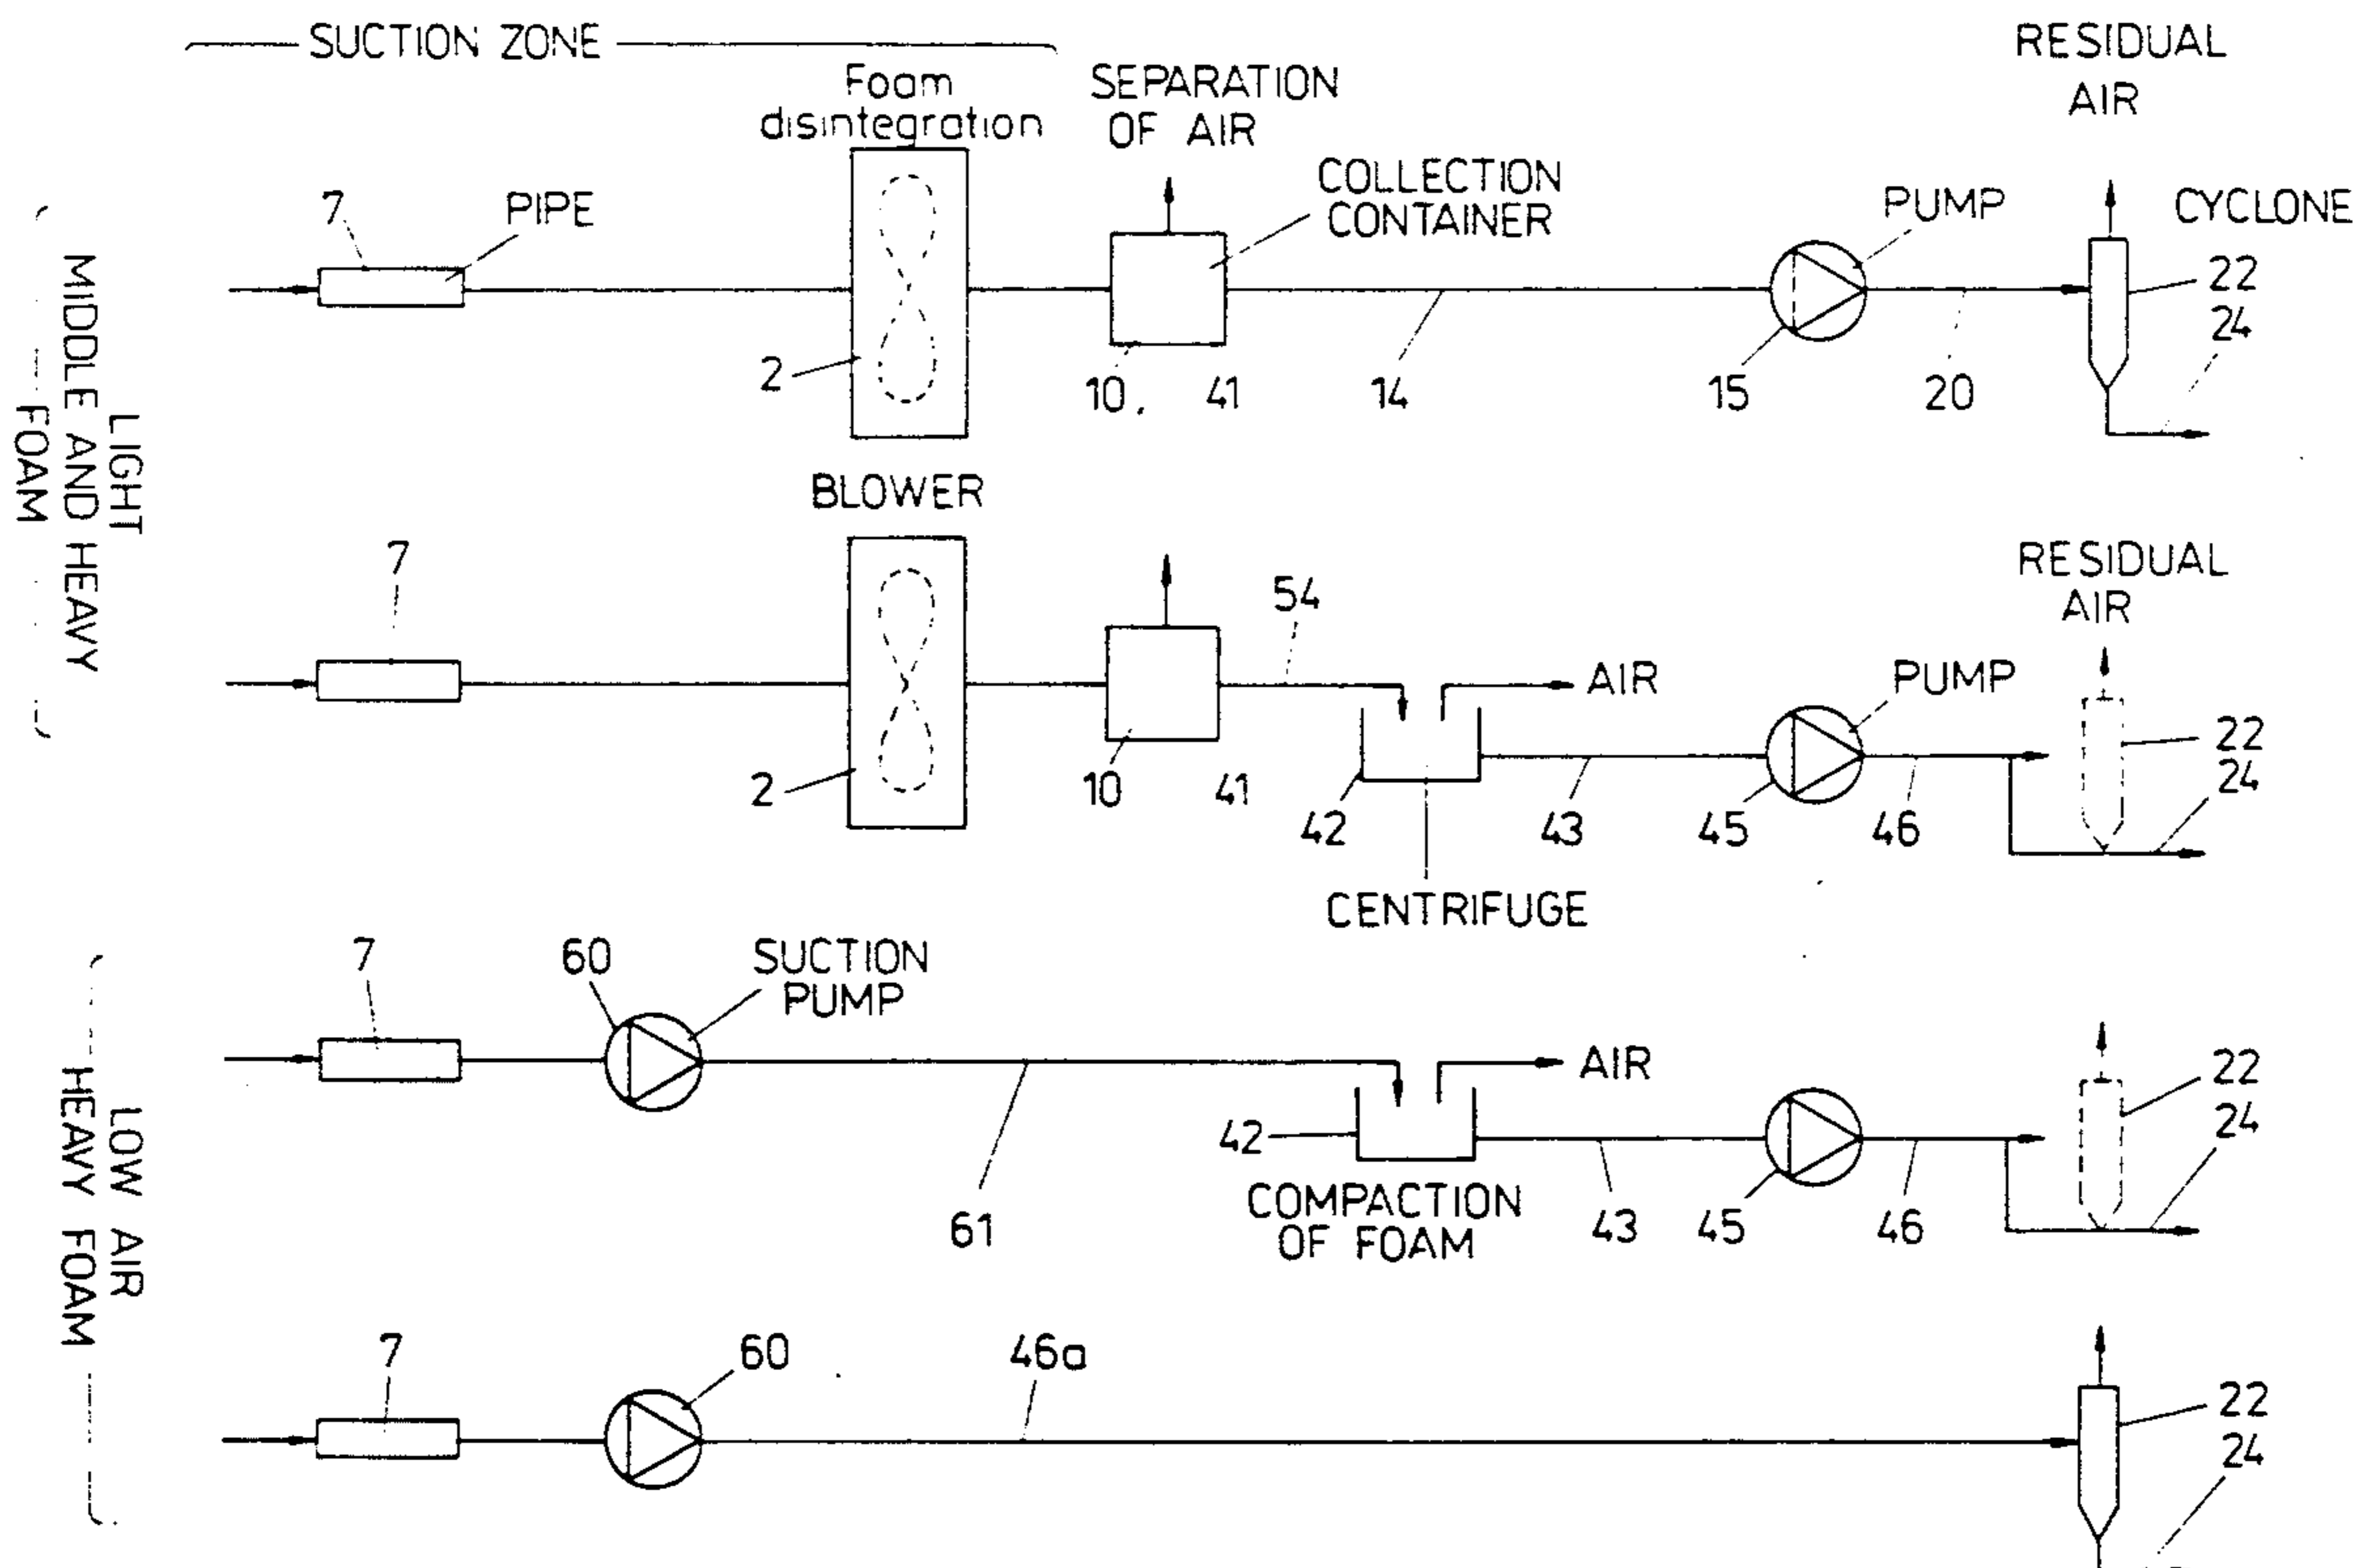 SUCTION ZONE
RESIDUAL
AIR
Foam
disintegration
SEPARATION
OF AIR
COLLECTION
CONTAINER
7
PIPE
PUMP
CYCLONE
22
24
2
10,
41
14
15
20
LIGHT
MIDDLE AND HEAVY
FOAM
BLOWER
7
54
RESIDUAL
AIR
AIR
PUMP
22
24
2
10
41
42
43
45
46
CENTRIFUGE
7
60
SUCTION
PUMP
AIR
22
24
42
61
COMPACTION
OF FOAM
43
45
46
LOW AIR
HEAVY FOAM
7
60
46a
22
24